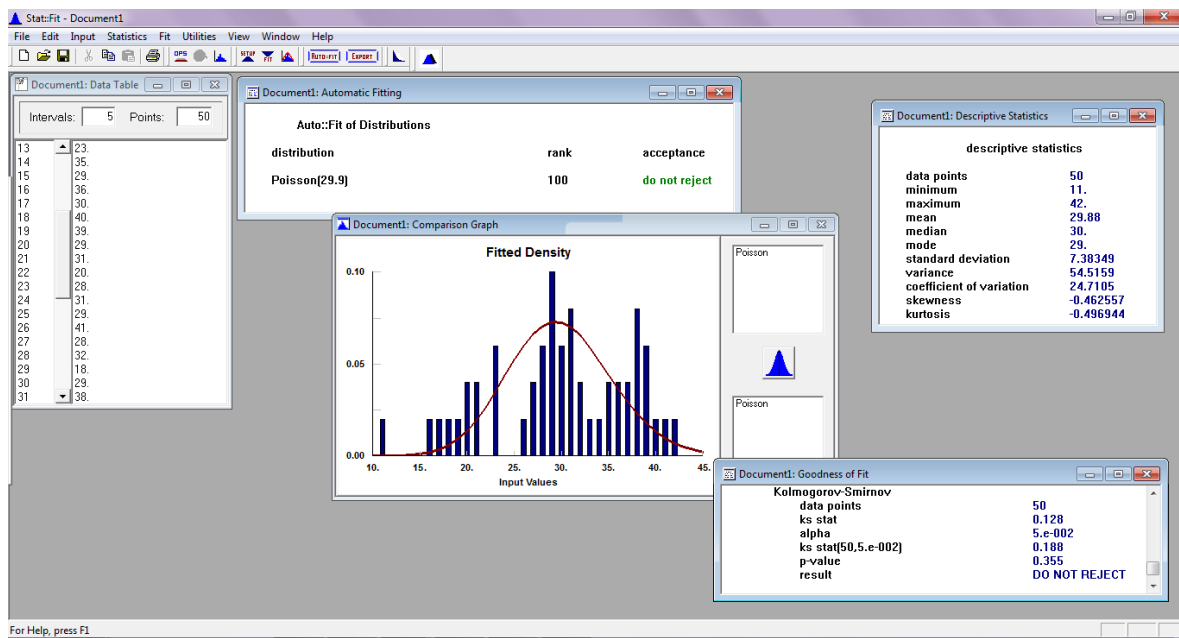 Stat::Fit - Document1
File Edit Input Statistics Fit Utilities View Window Help
DPS SETUP FIT AUTO-FIT EXPORT
Document1: Data Table
Intervals: 5 Points: 50
13 23.
14 35.
15 29.
16 36.
17 30.
18 40.
19 39.
20 29.
21 31.
22 20.
23 28.
24 31.
25 29.
26 41.
27 28.
28 32.
29 18.
30 29.
31 38.
Document1: Automatic Fitting
Auto::Fit of Distributions
distribution rank acceptance
Poisson(29.9) 100 do not reject
Document1: Comparison Graph
Fitted Density
0.10
0.05
0.00
10. 15. 20. 25. 30. 35. 40. 45.
Input Values
Poisson
Poisson
Document1: Descriptive Statistics
descriptive statistics
data points 50
minimum 11.
maximum 42.
mean 29.88
median 30.
mode 29.
standard deviation 7.38349
variance 54.5159
coefficient of variation 24.7105
skewness -0.462557
kurtosis -0.496944
Document1: Goodness of Fit
Kolmogorov-Smirnov
data points 50
ks stat 0.128
alpha 5.e-002
ks stat(50,5.e-002) 0.188
p-value 0.355
result DO NOT REJECT
For Help, press F1